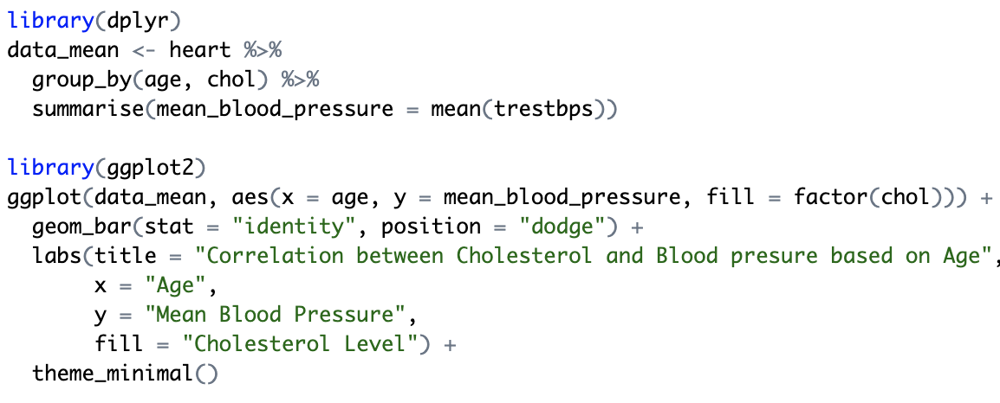 library(dplyr)
data_mean <- heart %>%
  group_by(age, chol) %>%
  summarise(mean_blood_pressure = mean(trestbps))

library(ggplot2)
ggplot(data_mean, aes(x = age, y = mean_blood_pressure, fill = factor(chol))) +
  geom_bar(stat = "identity", position = "dodge") +
  labs(title = "Correlation between Cholesterol and Blood presure based on Age",
       x = "Age",
       y = "Mean Blood Pressure",
       fill = "Cholesterol Level") +
  theme_minimal()